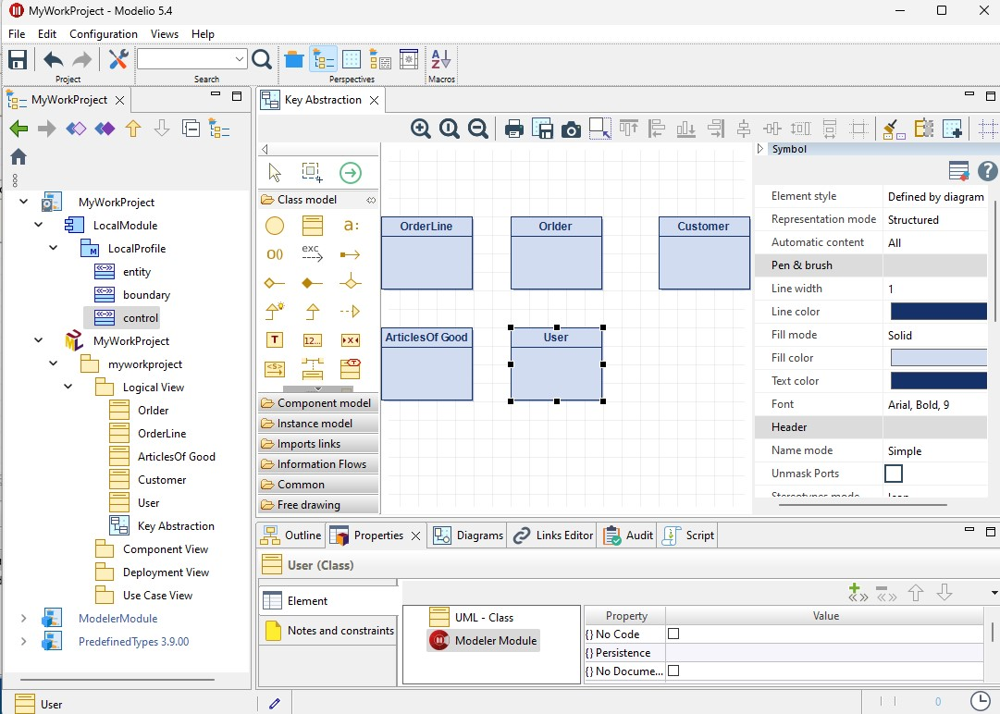 MyWorkProject - Modelio 5.4
File Edit Configuration Views Help
Project Search Perspectives Macros
MyWorkProject
MyWorkProject
LocalModule
LocalProfile
entity
boundary
control
MyWorkProject
myworkproject
Logical View
Orlder
OrderLine
ArticlesOf Good
Customer
User
Key Abstraction
Component View
Deployment View
Use Case View
ModelerModule
PredefinedTypes 3.9.00
Key Abstraction
Class model
a:
O()
exc
T
12...
<S>
T
Component model
Instance model
Imports links
Information Flows
Common
Free drawing
OrderLine
Orlder
Customer
ArticlesOf Good
User
Symbol
Element style Defined by diagram
Representation mode Structured
Automatic content All
Pen & brush
Line width 1
Line color
Fill mode Solid
Fill color
Text color
Font Arial, Bold, 9
Header
Name mode Simple
Unmask Ports
Stereotypes mode Icon
Outline Properties Diagrams Links Editor Audit Script
User (Class)
Element
Notes and constraints
UML - Class
Modeler Module
Property Value
{} No Code
{} Persistence
{} No Docume...
User
0